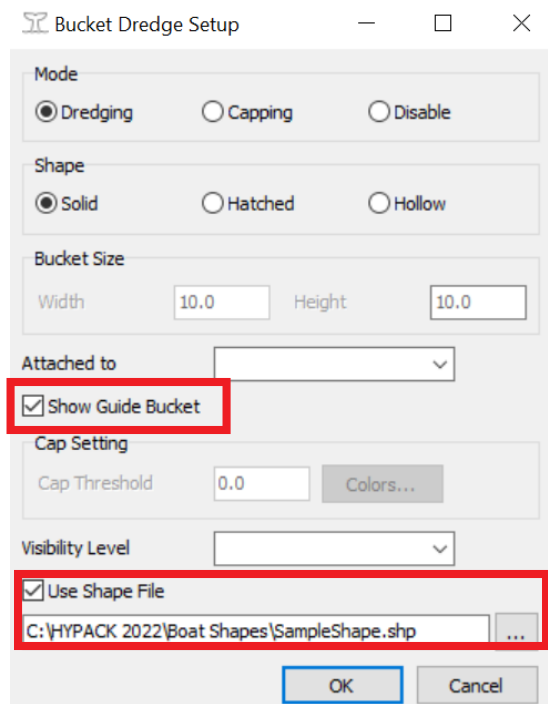 Bucket Dredge Setup
Mode
Dredging Capping Disable
Shape
Solid Hatched Hollow
Bucket Size
Width 10.0 Height 10.0
Attached to
Show Guide Bucket
Cap Setting
Cap Threshold 0.0 Colors...
Visibility Level
Use Shape File
C:\HYPACK 2022\Boat Shapes\SampleShape.shp ...
OK Cancel